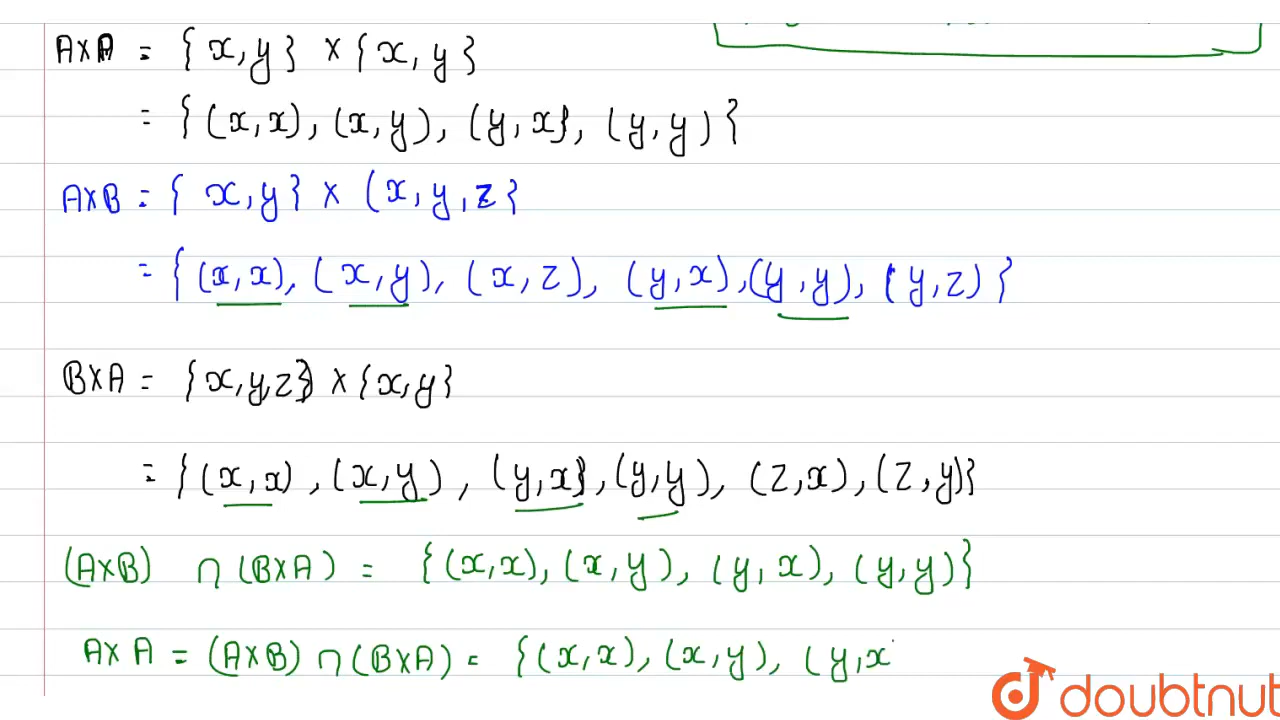 A×A = {x,y} × {x,y}
= {(x,x), (x,y), (y,x}, (y,y)}
A×B = {x,y} × (x,y,z}
= {(x,x), (x,y), (x,z), (y,x), (y,y), (y,z)}
B×A = {x,y,z} × {x,y}
= {(x,x), (x,y), (y,x}, (y,y), (z,x), (z,y)}
(A×B) ∩ (B×A) = {(x,x), (x,y), (y,x), (y,y)}
A×A = (A×B) ∩ (B×A) = {(x,x), (x,y), (y,x
doubtnut